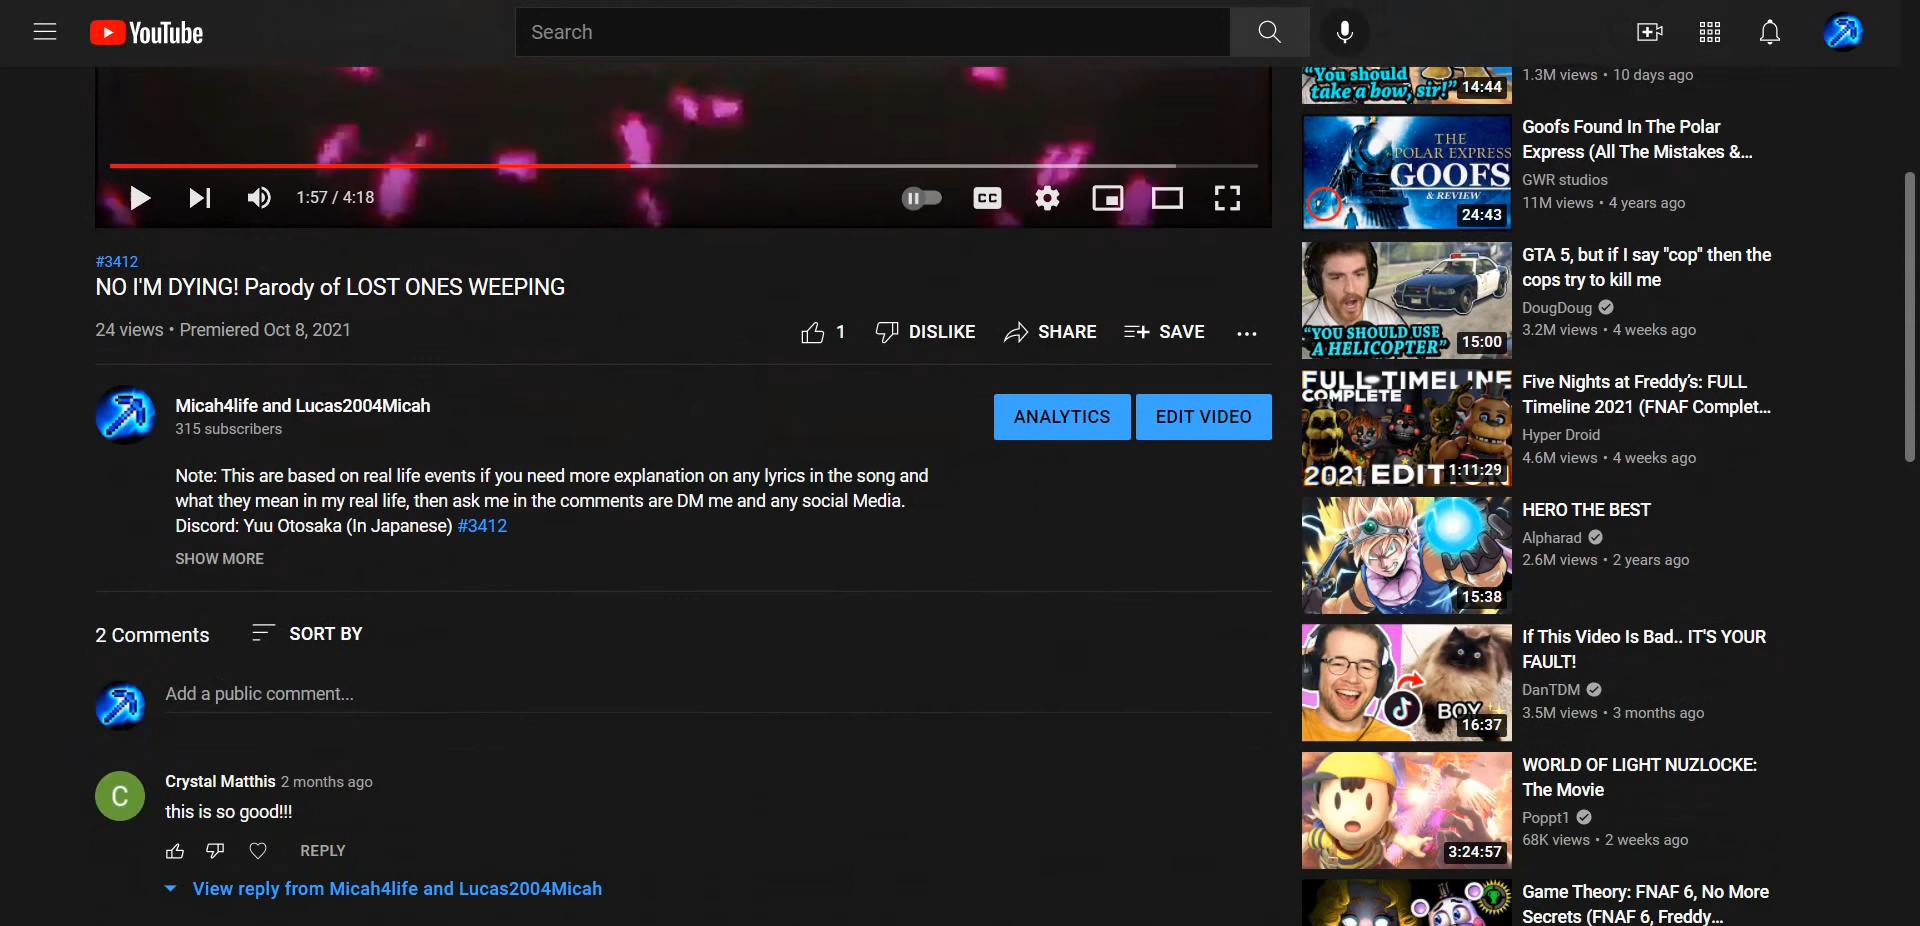 YouTube
Search
1:57 / 4:18
CC
#3412
NO I'M DYING! Parody of LOST ONES WEEPING
24 views • Premiered Oct 8, 2021
1
DISLIKE
SHARE
SAVE
Micah4life and Lucas2004Micah
315 subscribers
ANALYTICS
EDIT VIDEO
Note: This are based on real life events if you need more explanation on any lyrics in the song and
what they mean in my real life, then ask me in the comments are DM me and any social Media.
Discord: Yuu Otosaka (In Japanese) #3412
SHOW MORE
2 Comments
SORT BY
Add a public comment...
C
Crystal Matthis 2 months ago
this is so good!!!
REPLY
View reply from Micah4life and Lucas2004Micah
"You should
take a bow, sir!"
14:44
1.3M views • 10 days ago
THE
POLAR EXPRESS
GOOFS
& REVIEW
24:43
Goofs Found In The Polar
Express (All The Mistakes &...
GWR studios
11M views • 4 years ago
"YOU SHOULD USE
A HELICOPTER"
15:00
GTA 5, but if I say "cop" then the
cops try to kill me
DougDoug
3.2M views • 4 weeks ago
FULL TIMELINE
COMPLETE
2021 EDITION
1:11:29
Five Nights at Freddy's: FULL
Timeline 2021 (FNAF Complet...
Hyper Droid
4.6M views • 4 weeks ago
15:38
HERO THE BEST
Alpharad
2.6M views • 2 years ago
BOY
16:37
If This Video Is Bad.. IT'S YOUR
FAULT!
DanTDM
3.5M views • 3 months ago
3:24:57
WORLD OF LIGHT NUZLOCKE:
The Movie
Poppt1
68K views • 2 weeks ago
Game Theory: FNAF 6, No More
Secrets (FNAF 6, Freddy...